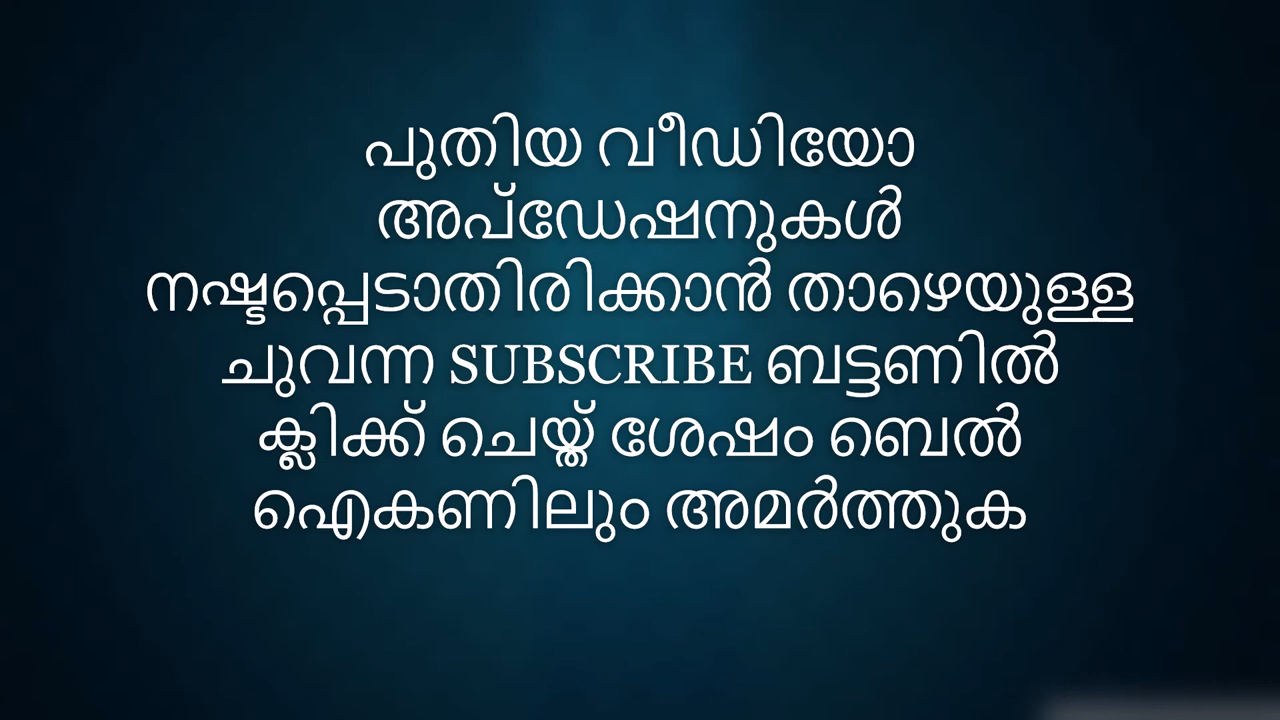 പുതിയ വീഡിയോ
അപ്ഡേഷനുകൾ
നഷ്ടപ്പെടാതിരിക്കാൻ താഴെയുള്ള
ചുവന്ന SUBSCRIBE ബട്ടണിൽ
ക്ലിക്ക് ചെയ്ത് ശേഷം ബെൽ
ഐകണിലും അമർത്തുക